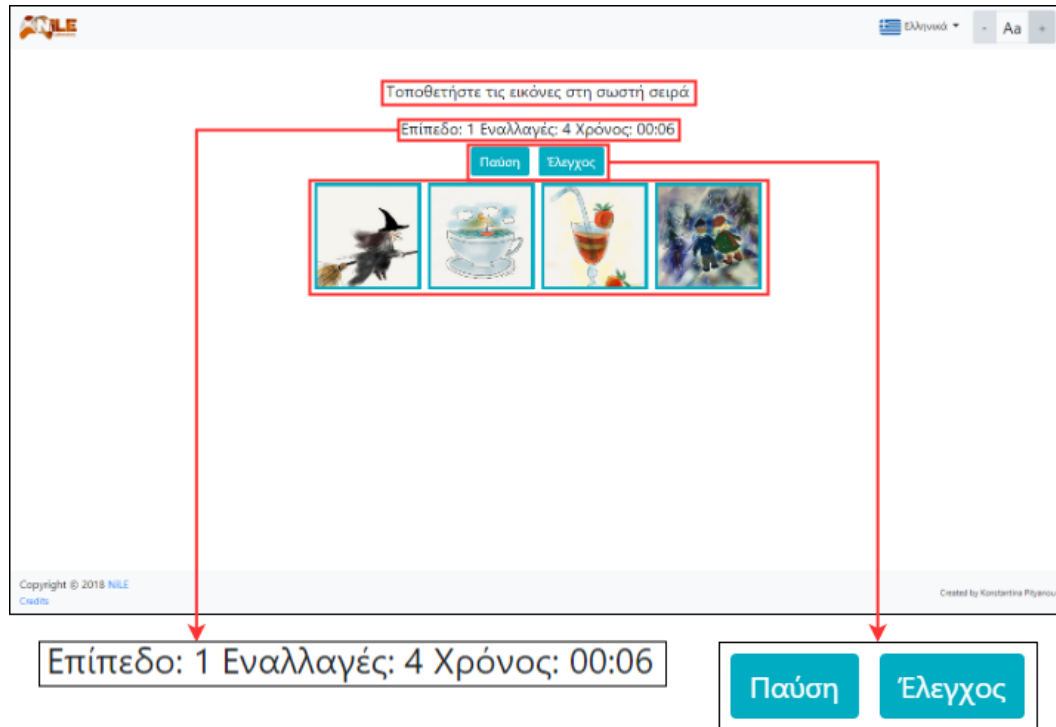 NILE
Ελληνικά
- Aa +
Τοποθετήστε τις εικόνες στη σωστή σειρά
Επίπεδο: 1 Εναλλαγές: 4 Χρόνος: 00:06
Παύση Έλεγχος
Copyright © 2018 NILE
Credits
Created by Konstantina Pityanou
Επίπεδο: 1 Εναλλαγές: 4 Χρόνος: 00:06
Παύση Έλεγχος